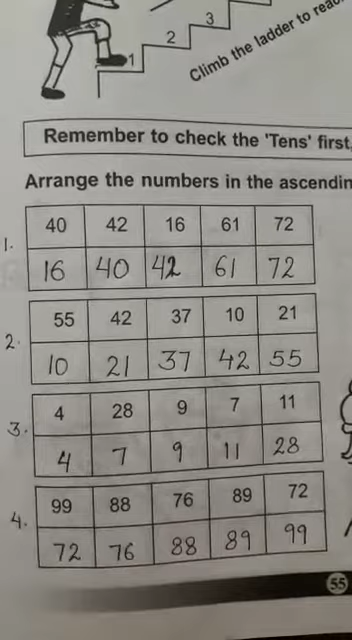 3
2
1
Climb the ladder to
Remember to check the 'Tens' first,
Arrange the numbers in the
1.
40 42 16 61 72
16 40 42 61 72
2.
55 42 37 10 21
10 21 37 42 55
3.
4 28 9 7 11
4 7 9 11 28
4.
99 88 76 89 72
72 76 88 89 99
55